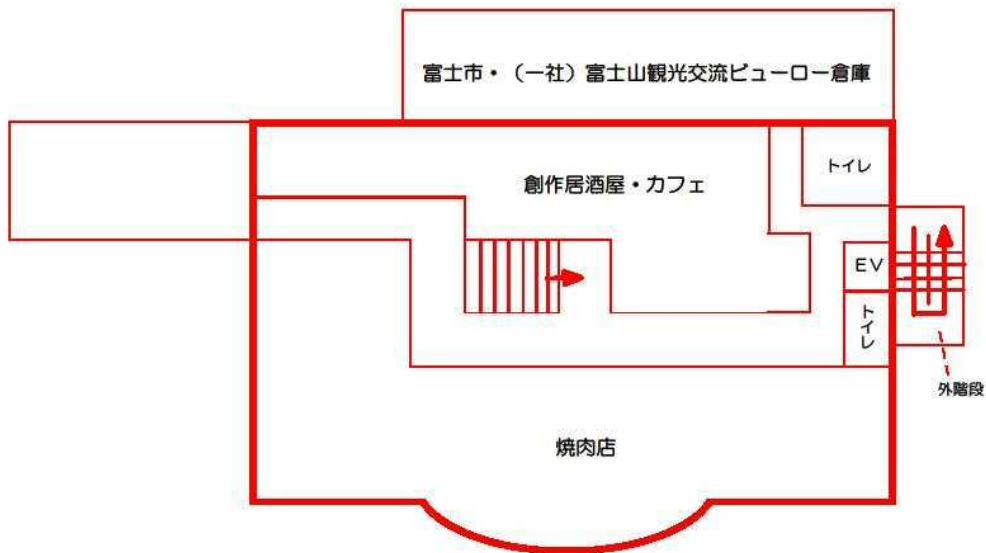 富士市・（一社）富士山観光交流ビューロー倉庫
トイレ
創作居酒屋・カフェ
ＥＶ
トイレ
外階段
焼肉店